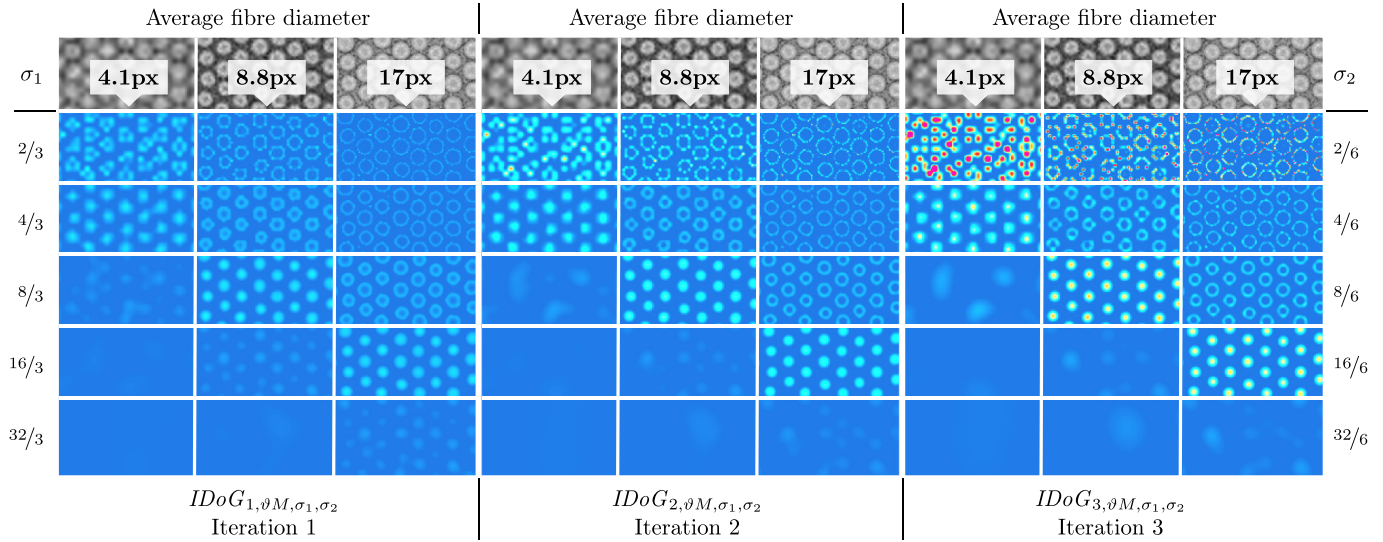 Average fibre diameter Average fibre diameter Average fibre diameter
σ₁ 4.1px 8.8px 17px 4.1px 8.8px 17px 4.1px 8.8px 17px σ₂
2/3 2/6
4/3 4/6
8/3 8/6
16/3 16/6
32/3 32/6
IDoG₁,ϑM,σ₁,σ₂ IDoG₂,ϑM,σ₁,σ₂ IDoG₃,ϑM,σ₁,σ₂
Iteration 1 Iteration 2 Iteration 3